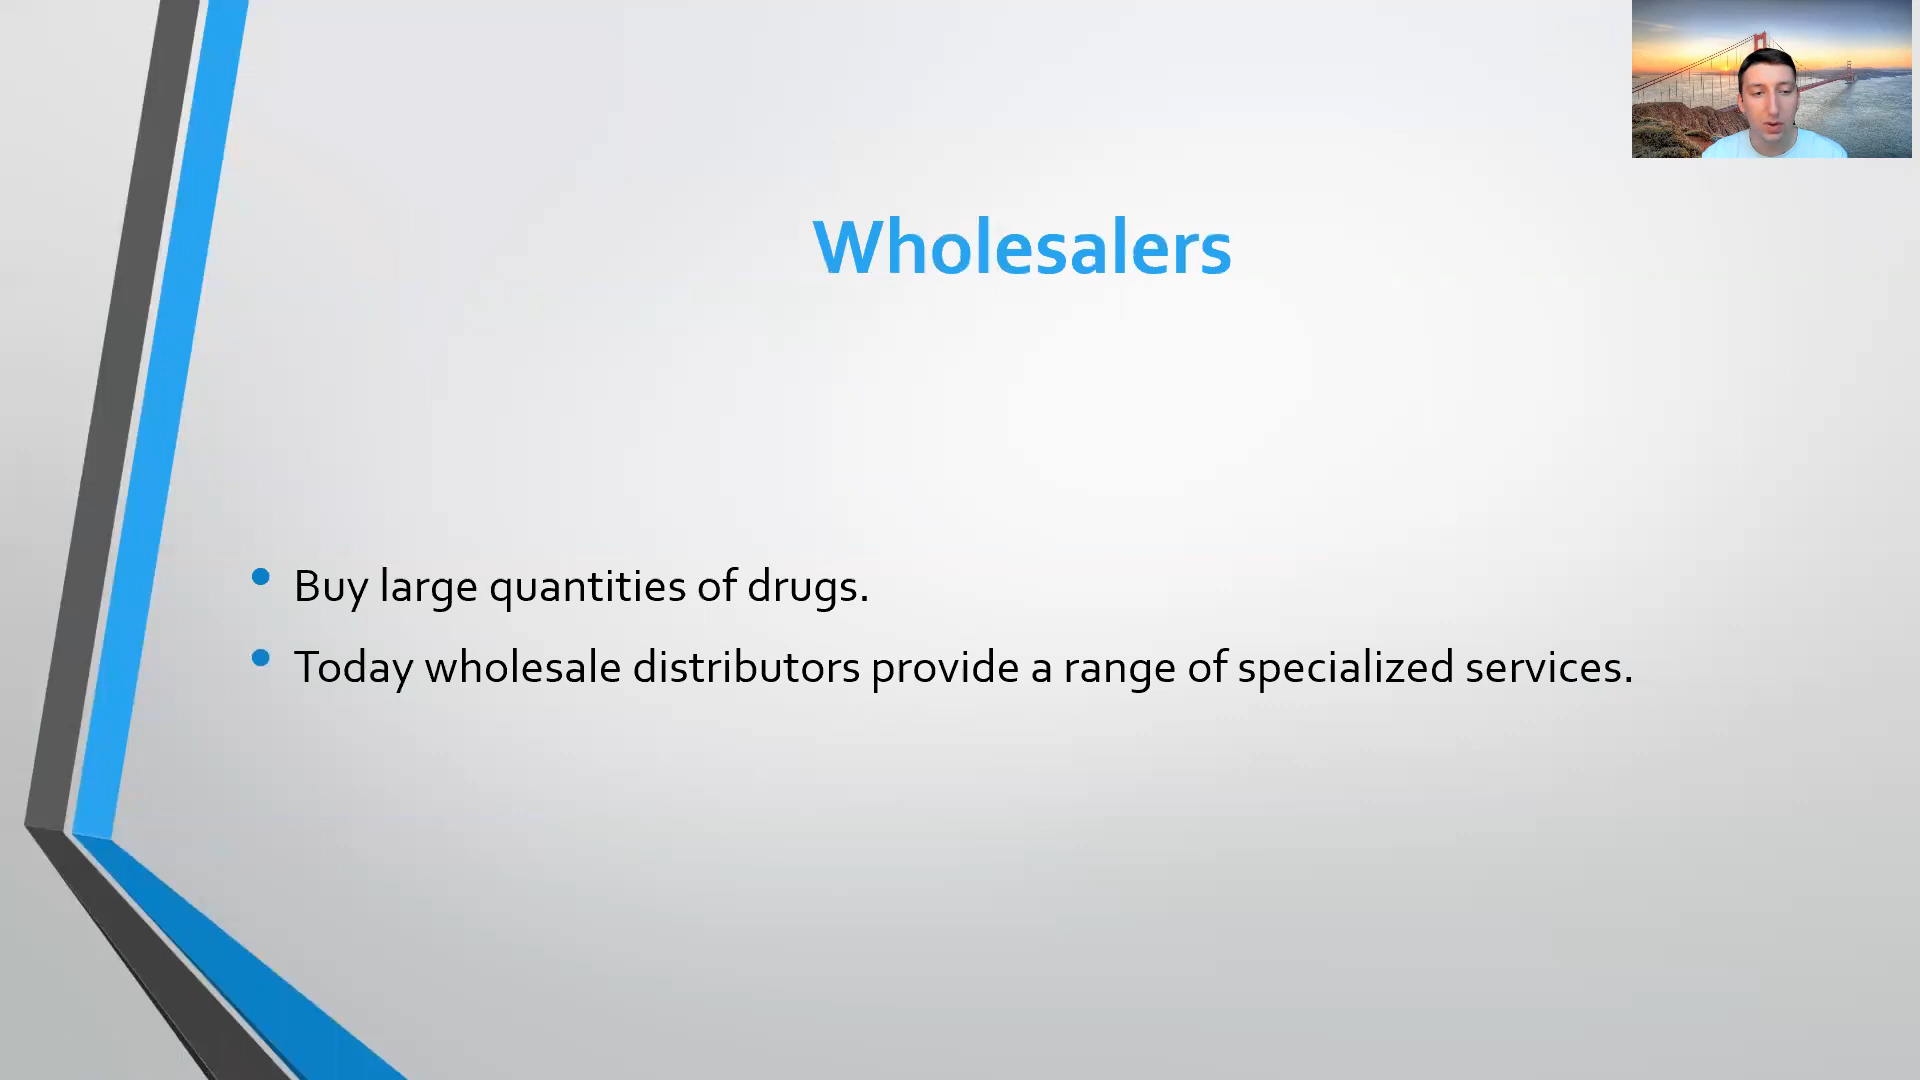 Wholesalers
• Buy large quantities of drugs.
• Today wholesale distributors provide a range of specialized services.